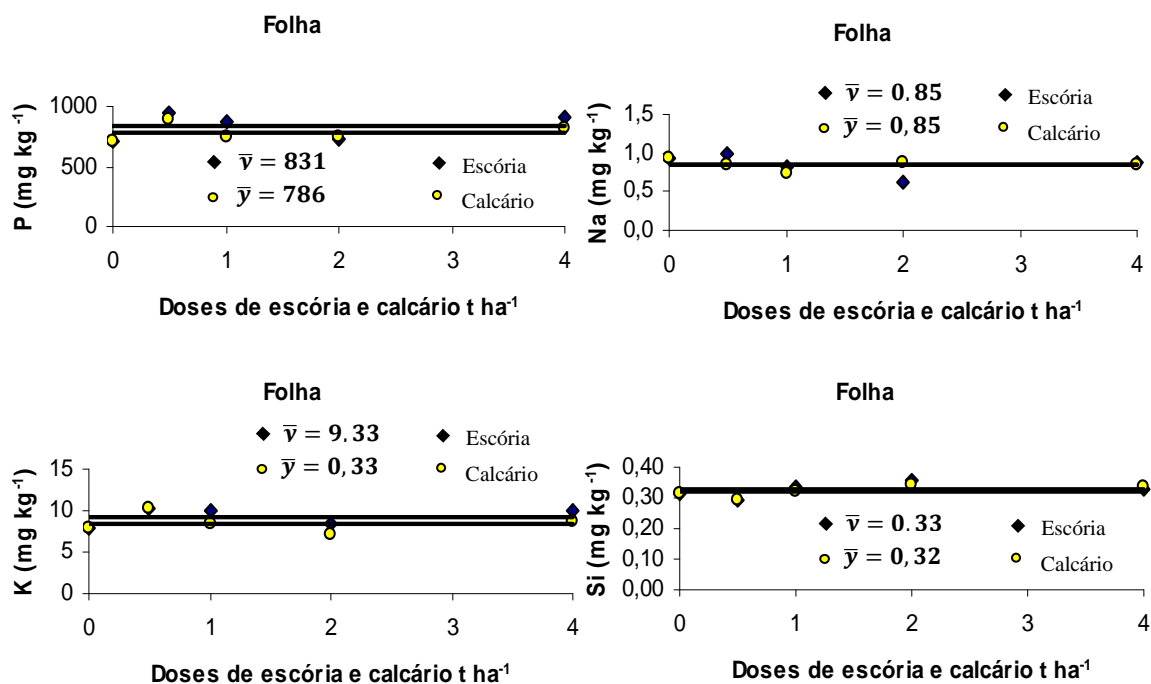 Folha
P (mg kg⁻¹)
1000
500
0
v̅ = 831
y̅ = 786
Escória
Calcário
0 1 2 3 4
Doses de escória e calcário t ha⁻¹
Folha
Na (mg kg⁻¹)
1,5
1,0
0,5
0,0
v̅ = 0.85
y̅ = 0,85
Escória
Calcário
0 1 2 3 4
Doses de escória e calcário t ha⁻¹
Folha
K (mg kg⁻¹)
15
10
5
0
v̅ = 9.33
y̅ = 0,33
Escória
Calcário
0 1 2 3 4
Doses de escória e calcário t ha⁻¹
Folha
Si (mg kg⁻¹)
0,40
0,30
0,20
0,10
0,00
v̅ = 0.33
y̅ = 0,32
Escória
Calcário
0 1 2 3 4
Doses de escória e calcário t ha⁻¹